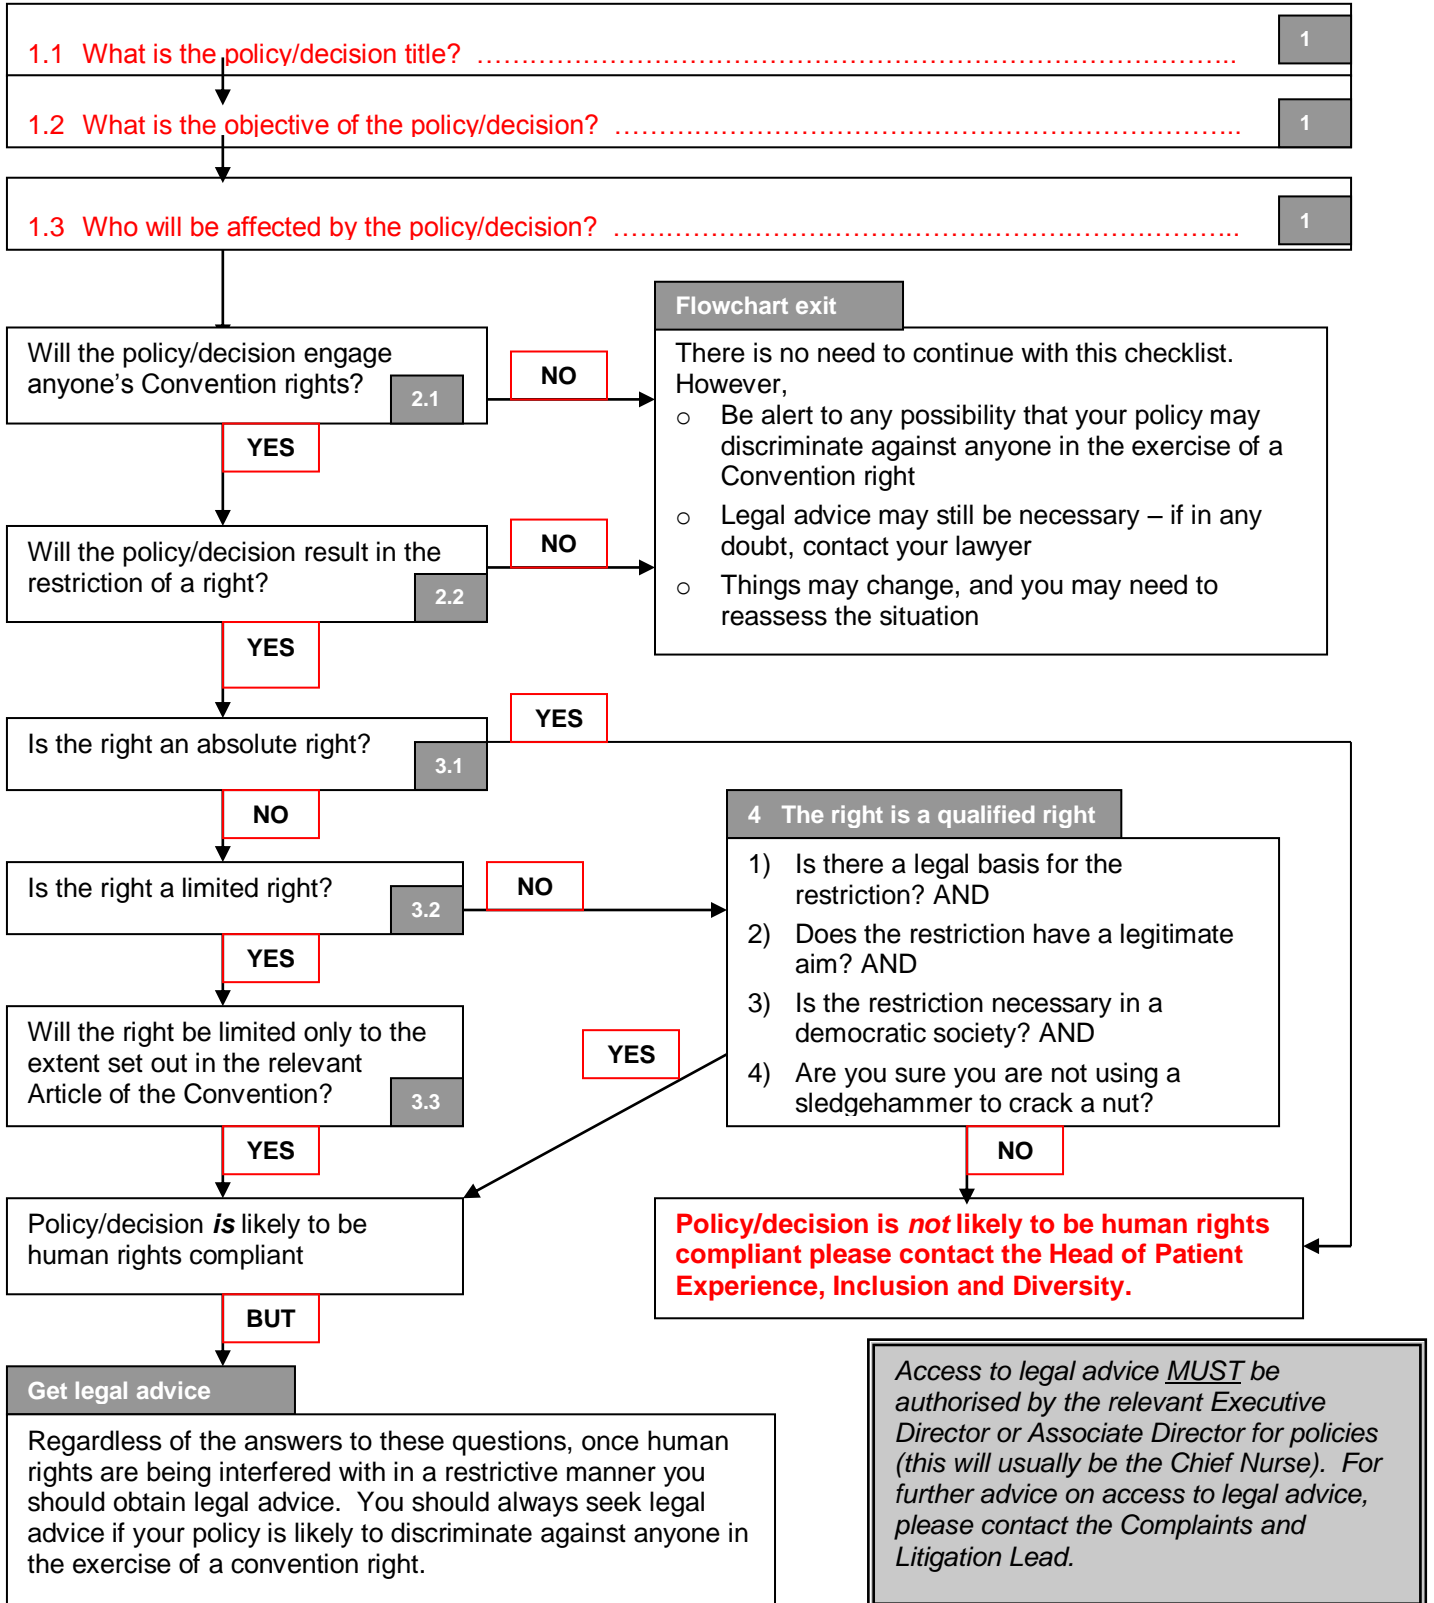 1.1 What is the policy/decision title? …………………………………………………………………………..
1
1.2 What is the objective of the policy/decision? ……………………………………………………………..
1
1.3 Who will be affected by the policy/decision? ……………………………………………………………..
1
Will the policy/decision engage
anyone’s Convention rights?
2.1
NO
YES
Flowchart exit
There is no need to continue with this checklist.
However,
o Be alert to any possibility that your policy may
discriminate against anyone in the exercise of a
Convention right
o Legal advice may still be necessary – if in any
doubt, contact your lawyer
o Things may change, and you may need to
reassess the situation
Will the policy/decision result in the
restriction of a right?
2.2
NO
YES
Is the right an absolute right?
3.1
YES
NO
Is the right a limited right?
3.2
NO
YES
4 The right is a qualified right
1) Is there a legal basis for the
restriction? AND
2) Does the restriction have a legitimate
aim? AND
3) Is the restriction necessary in a
democratic society? AND
4) Are you sure you are not using a
sledgehammer to crack a nut?
YES
NO
Will the right be limited only to the
extent set out in the relevant
Article of the Convention?
3.3
YES
Policy/decision is likely to be
human rights compliant
Policy/decision is not likely to be human rights
compliant please contact the Head of Patient
Experience, Inclusion and Diversity.
BUT
Get legal advice
Regardless of the answers to these questions, once human
rights are being interfered with in a restrictive manner you
should obtain legal advice. You should always seek legal
advice if your policy is likely to discriminate against anyone in
the exercise of a convention right.
Access to legal advice MUST be
authorised by the relevant Executive
Director or Associate Director for policies
(this will usually be the Chief Nurse). For
further advice on access to legal advice,
please contact the Complaints and
Litigation Lead.